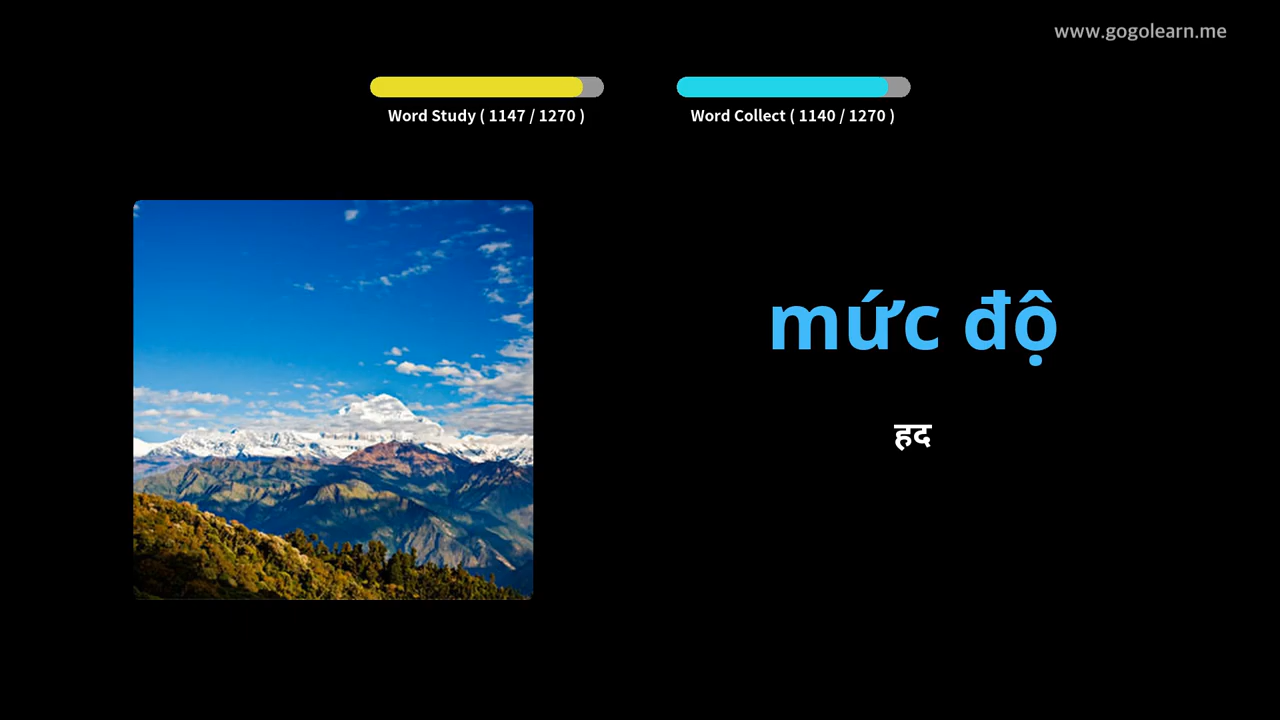 www.gogolearn.me
Word Study ( 1147 / 1270 )
Word Collect ( 1140 / 1270 )
mức độ
हद